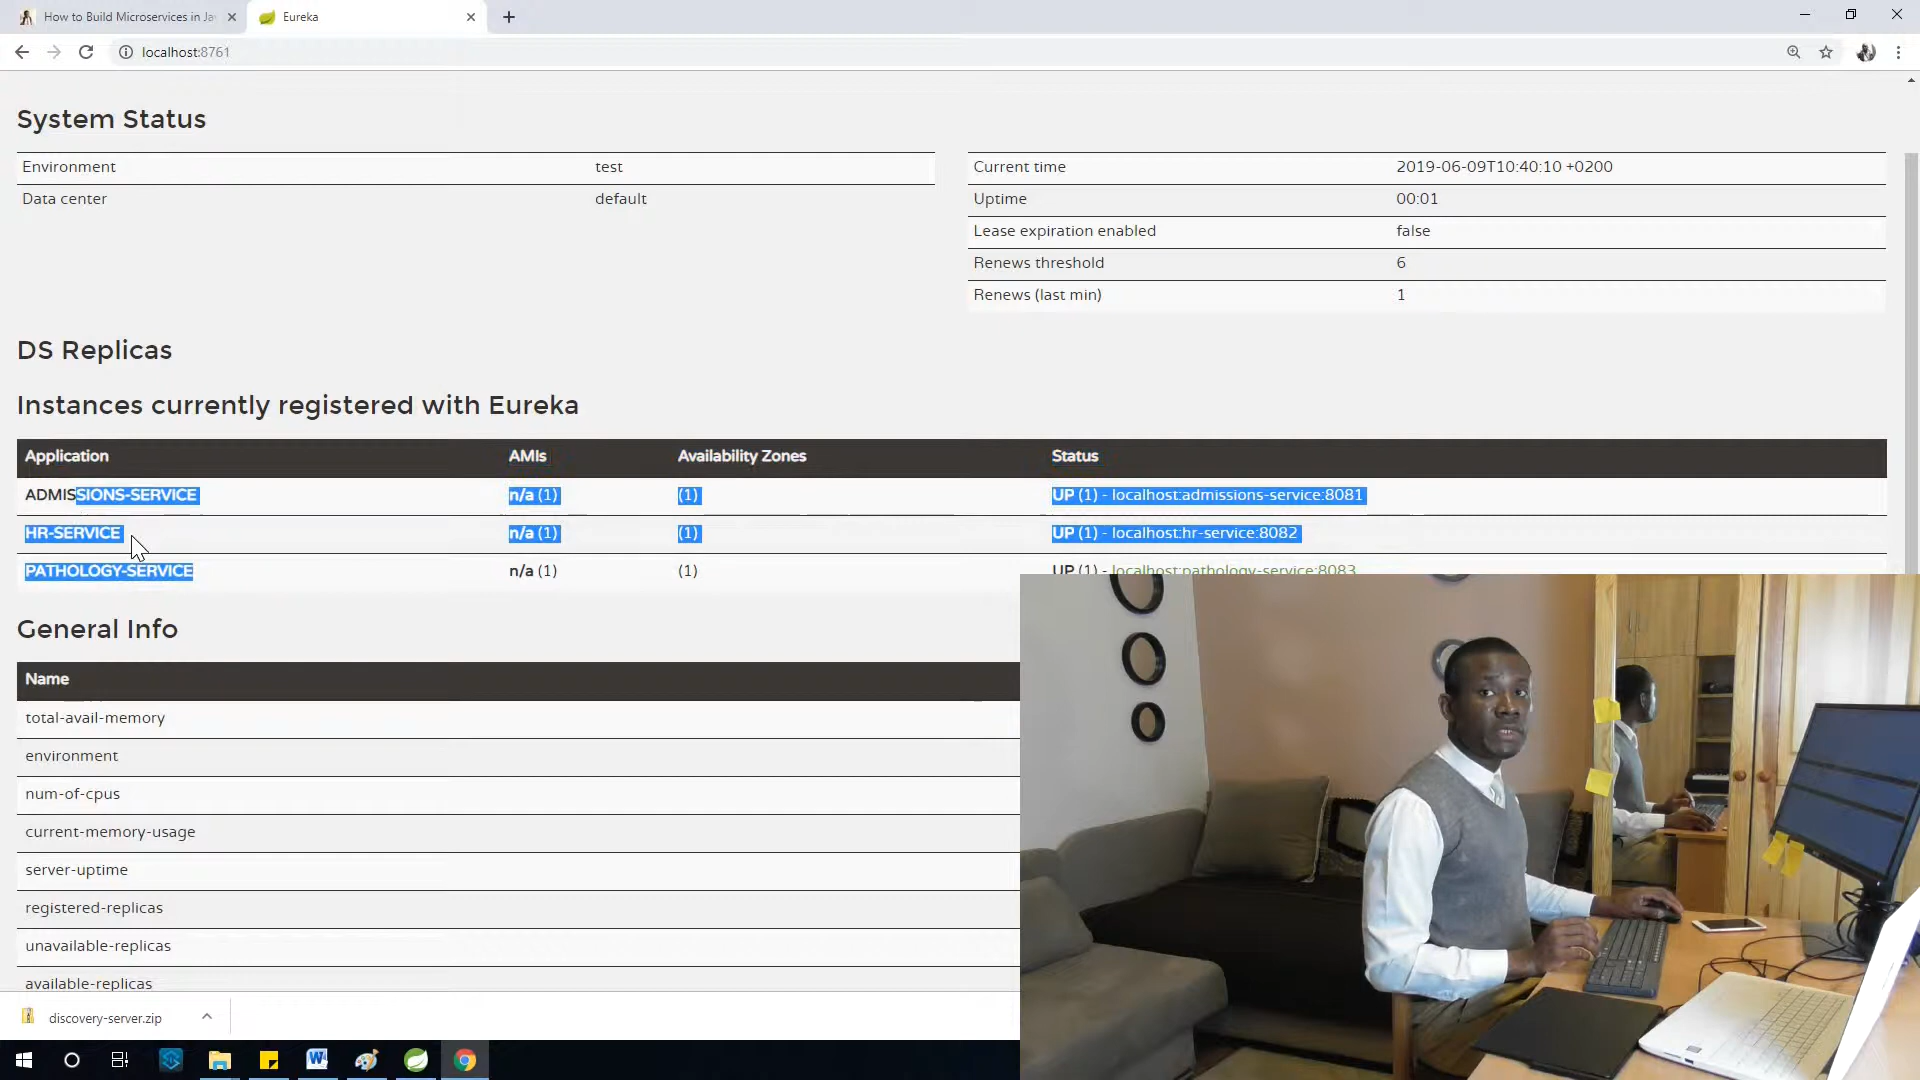 How to Build Microservices in Ja
Eureka
localhost:8761
System Status
Environment test
Data center default
Current time 2019-06-09T10:40:10 +0200
Uptime 00:01
Lease expiration enabled false
Renews threshold 6
Renews (last min) 1
DS Replicas
Instances currently registered with Eureka
Application AMIs Availability Zones Status
ADMISSIONS-SERVICE n/a (1) (1) UP (1) - localhost:admissions-service:8081
HR-SERVICE n/a (1) (1) UP (1) - localhost:hr-service:8082
PATHOLOGY-SERVICE n/a (1) (1) UP (1) - localhost:pathology-service:8083
General Info
Name
total-avail-memory
environment
num-of-cpus
current-memory-usage
server-uptime
registered-replicas
unavailable-replicas
available-replicas
discovery-server.zip